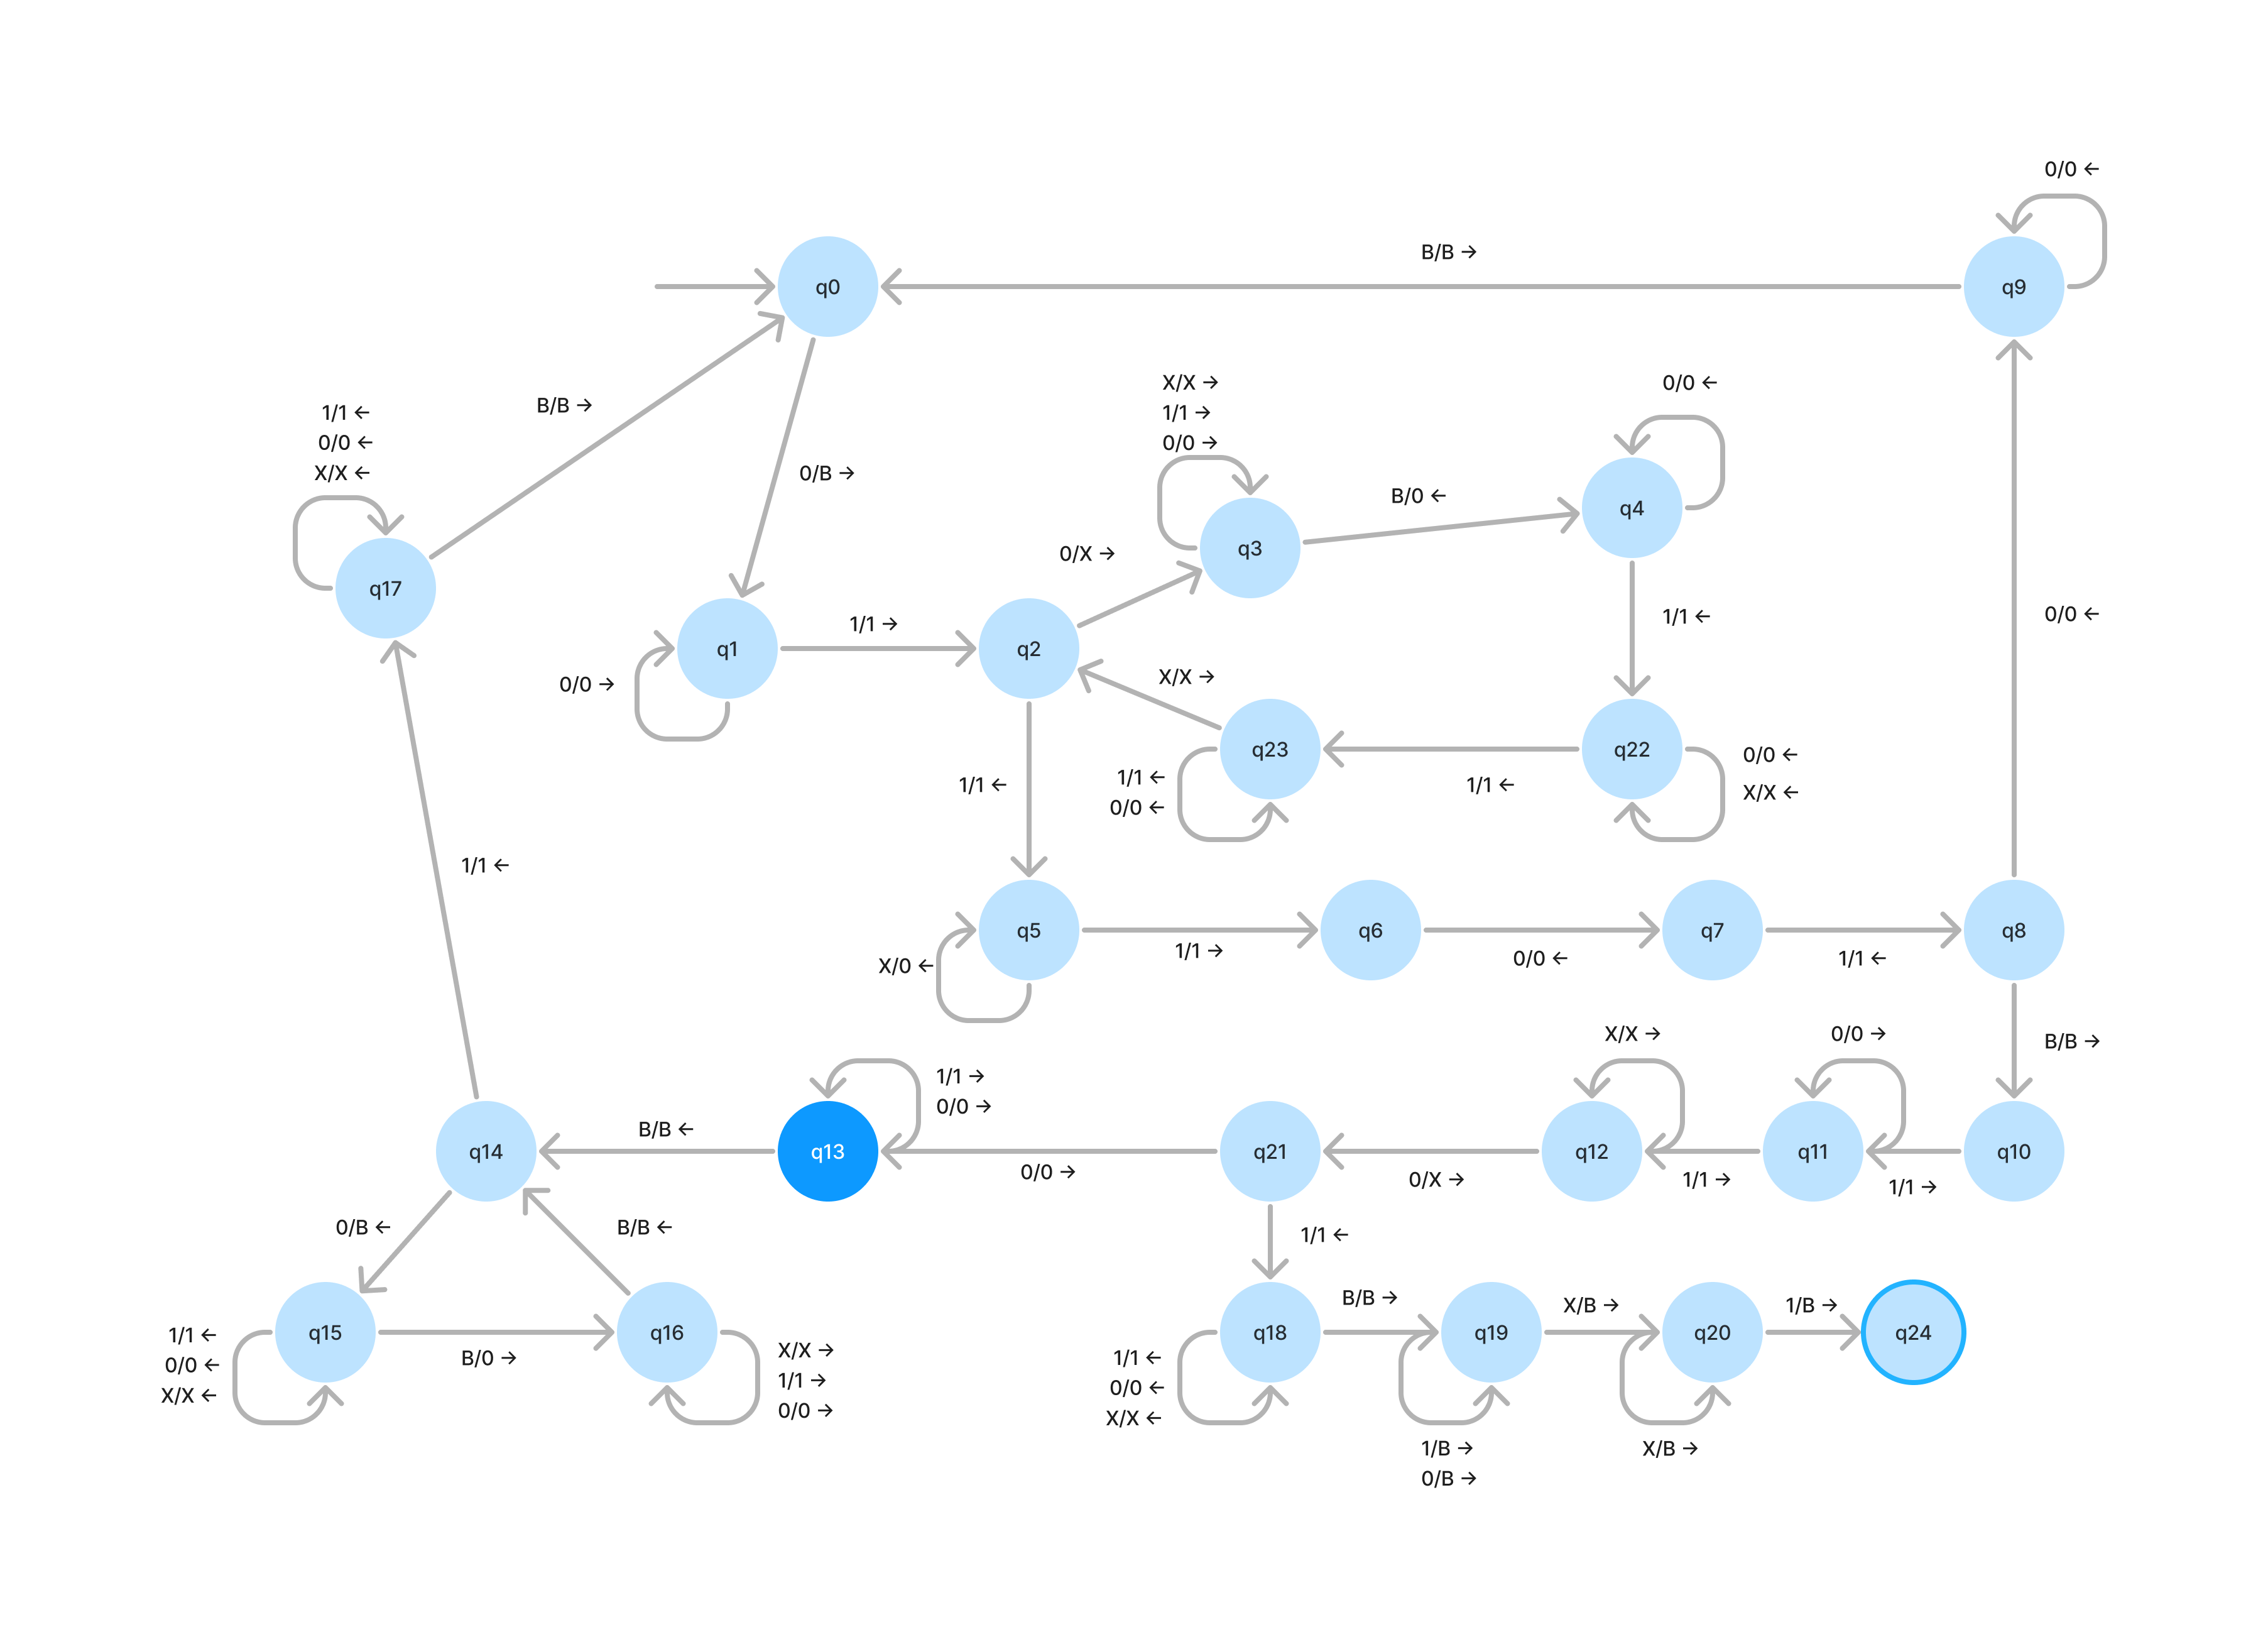 0/0 ←
B/B →
q0
q9
X/X →
1/1 →
0/0 →
0/0 ←
1/1 ←
0/0 ←
X/X ←
B/B →
0/B →
B/0 ←
q4
q3
0/X →
q17
1/1 →
1/1 ←
0/0 ←
q1
q2
X/X →
0/0 →
q23
q22
1/1 ←
1/1 ←
0/0 ←
1/1 ←
0/0 ←
X/X ←
1/1 ←
q5
q6
q7
q8
X/0 ←
1/1 →
0/0 ←
1/1 ←
X/X →
0/0 →
B/B →
1/1 →
0/0 →
B/B ←
q14
q13
q21
q12
q11
q10
0/0 →
0/X →
1/1 →
1/1 →
0/B ←
B/B ←
1/1 ←
B/B →
X/B →
1/B →
q15
q16
q18
q19
q20
q24
1/1 ←
0/0 ←
X/X ←
B/0 →
X/X →
1/1 →
0/0 →
1/1 ←
0/0 ←
X/X ←
1/B →
0/B →
X/B →